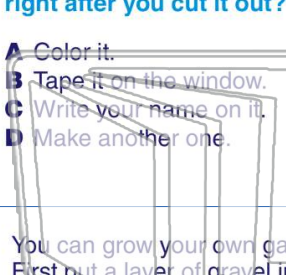 right after you cut it out?
A Color it.
B Tape it on the window.
C Write your name on it.
D Make another one.
You can grow your own ga
First put a layer of gravel i